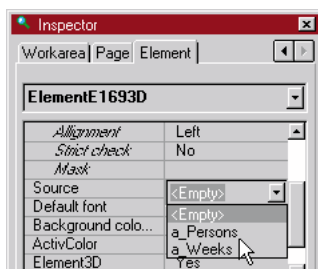 Inspector
Workarea Page Element
ElementE1693D
Allignment Left
Strict check No
Mask
Source <Empty>
Default font <Empty>
Background colo... a_Persons
ActivColor a_Weeks
Element3D Yes